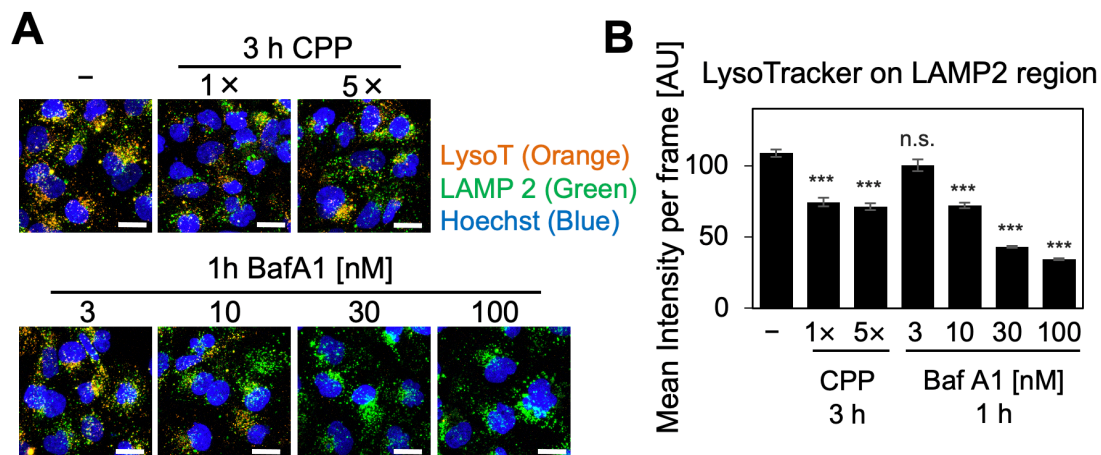 A
3 h CPP
– 1× 5×
LysoT (Orange)
LAMP 2 (Green)
Hoechst (Blue)
1h BafA1 [nM]
3 10 30 100
B
LysoTracker on LAMP2 region
Mean Intensity per frame [AU]
100
50
0
n.s.
*** *** *** *** ***
– 1× 5× 3 10 30 100
CPP Baf A1 [nM]
3 h 1 h